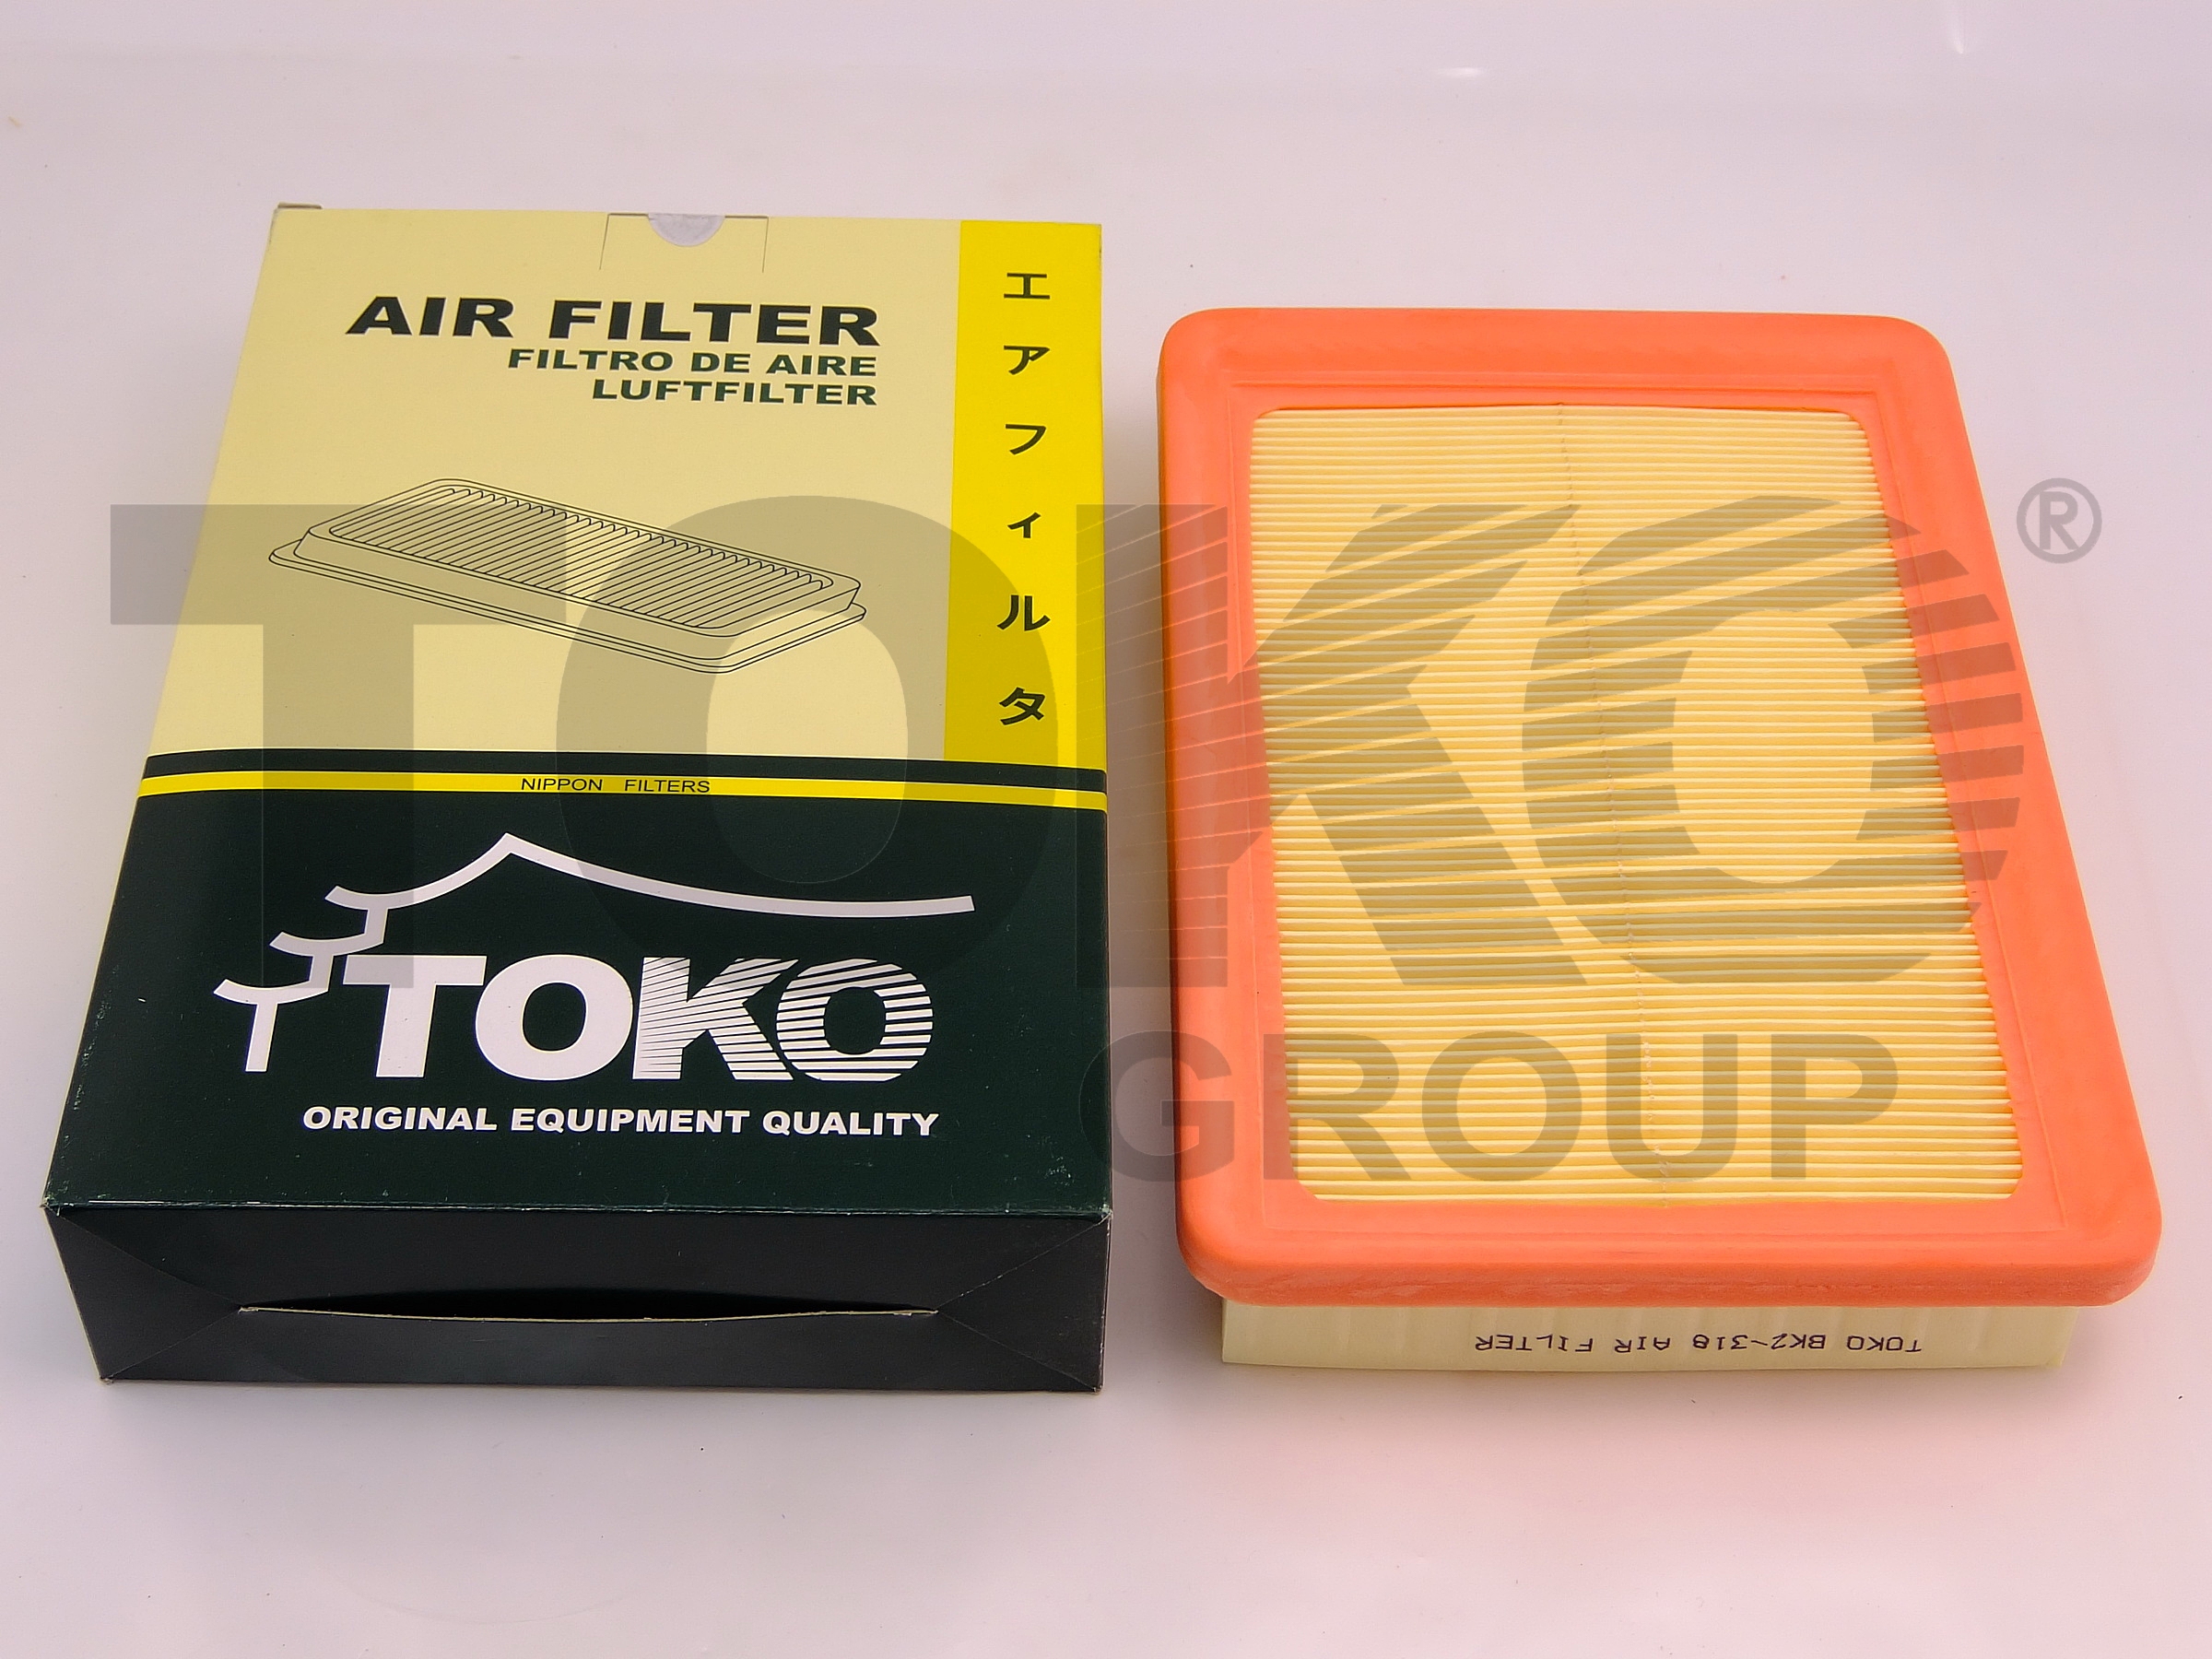 AIR FILTER
FILTRO DE AIRE
LUFTFILTER
エアフィルタ
NIPPON FILTERS
TOKO
ORIGINAL EQUIPMENT QUALITY
TOKO BK2-318 AIR FILTER
TOKO®
GROUP